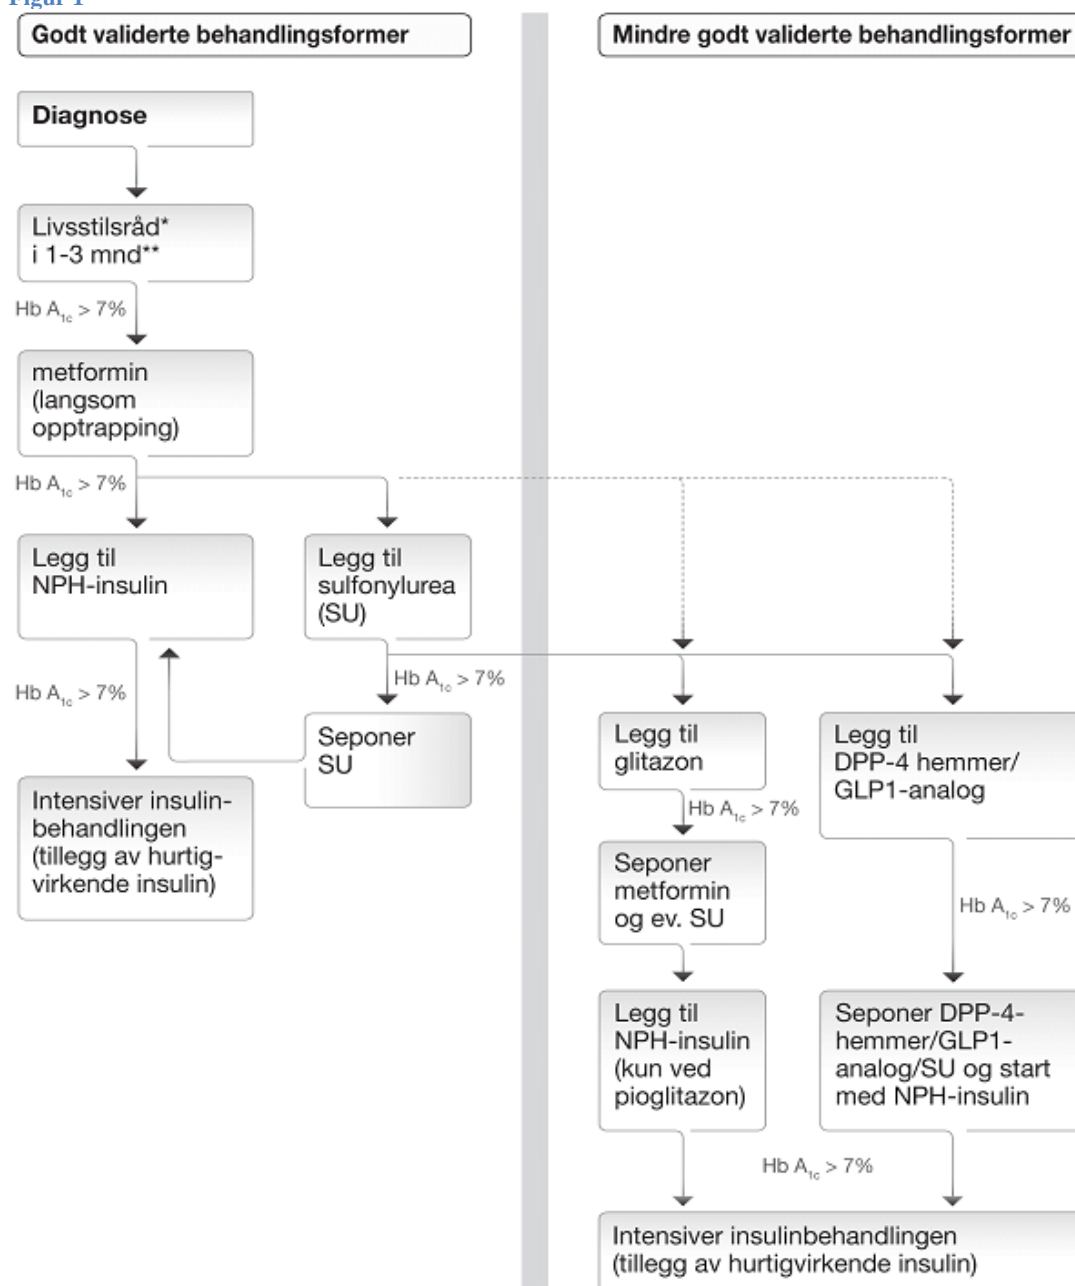 Figur 1
Godt validerte behandlingsformer
Mindre godt validerte behandlingsformer
Diagnose
Livsstilsråd*
i 1-3 mnd**
Hb A1c > 7%
metformin
(langsom
opptrapping)
Hb A1c > 7%
Legg til
NPH-insulin
Legg til
sulfonylurea
(SU)
Hb A1c > 7%
Hb A1c > 7%
Seponer
SU
Intensiver insulin-
behandlingen
(tillegg av hurtig-
virkende insulin)
Legg til
glitazon
Hb A1c > 7%
Seponer
metformin
og ev. SU
Legg til
NPH-insulin
(kun ved
pioglitazon)
Legg til
DPP-4 hemmer/
GLP1-analog
Hb A1c > 7%
Seponer DPP-4-
hemmer/GLP1-
analog/SU og start
med NPH-insulin
Hb A1c > 7%
Intensiver insulinbehandlingen
(tillegg av hurtigvirkende insulin)